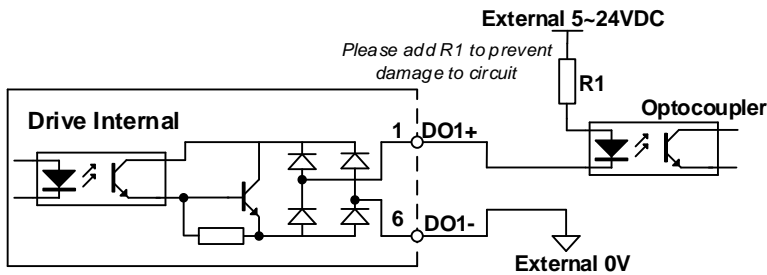 External 5~24VDC
Please add R1 to prevent
damage to circuit
R1
Optocoupler
Drive Internal
1
DO1+
6
DO1-
External 0V